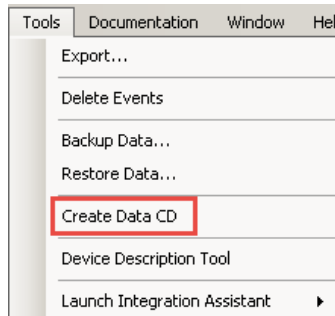 Tools Documentation Window Hel
Export...
Delete Events
Backup Data...
Restore Data...
Create Data CD
Device Description Tool
Launch Integration Assistant